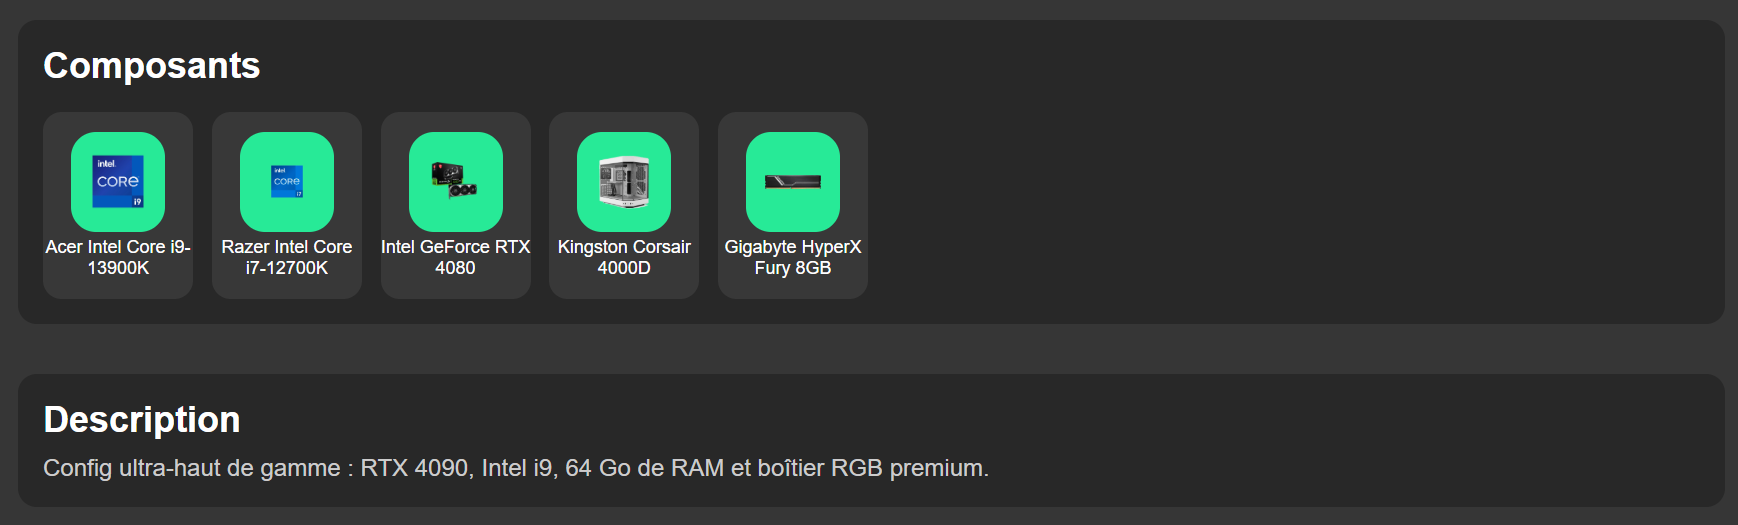 Composants
intel.
CORE
i9
intel
CORE
i7
Acer Intel Core i9-
13900K
Razer Intel Core
i7-12700K
Intel GeForce RTX
4080
Kingston Corsair
4000D
Gigabyte HyperX
Fury 8GB
Description
Config ultra-haut de gamme : RTX 4090, Intel i9, 64 Go de RAM et boîtier RGB premium.